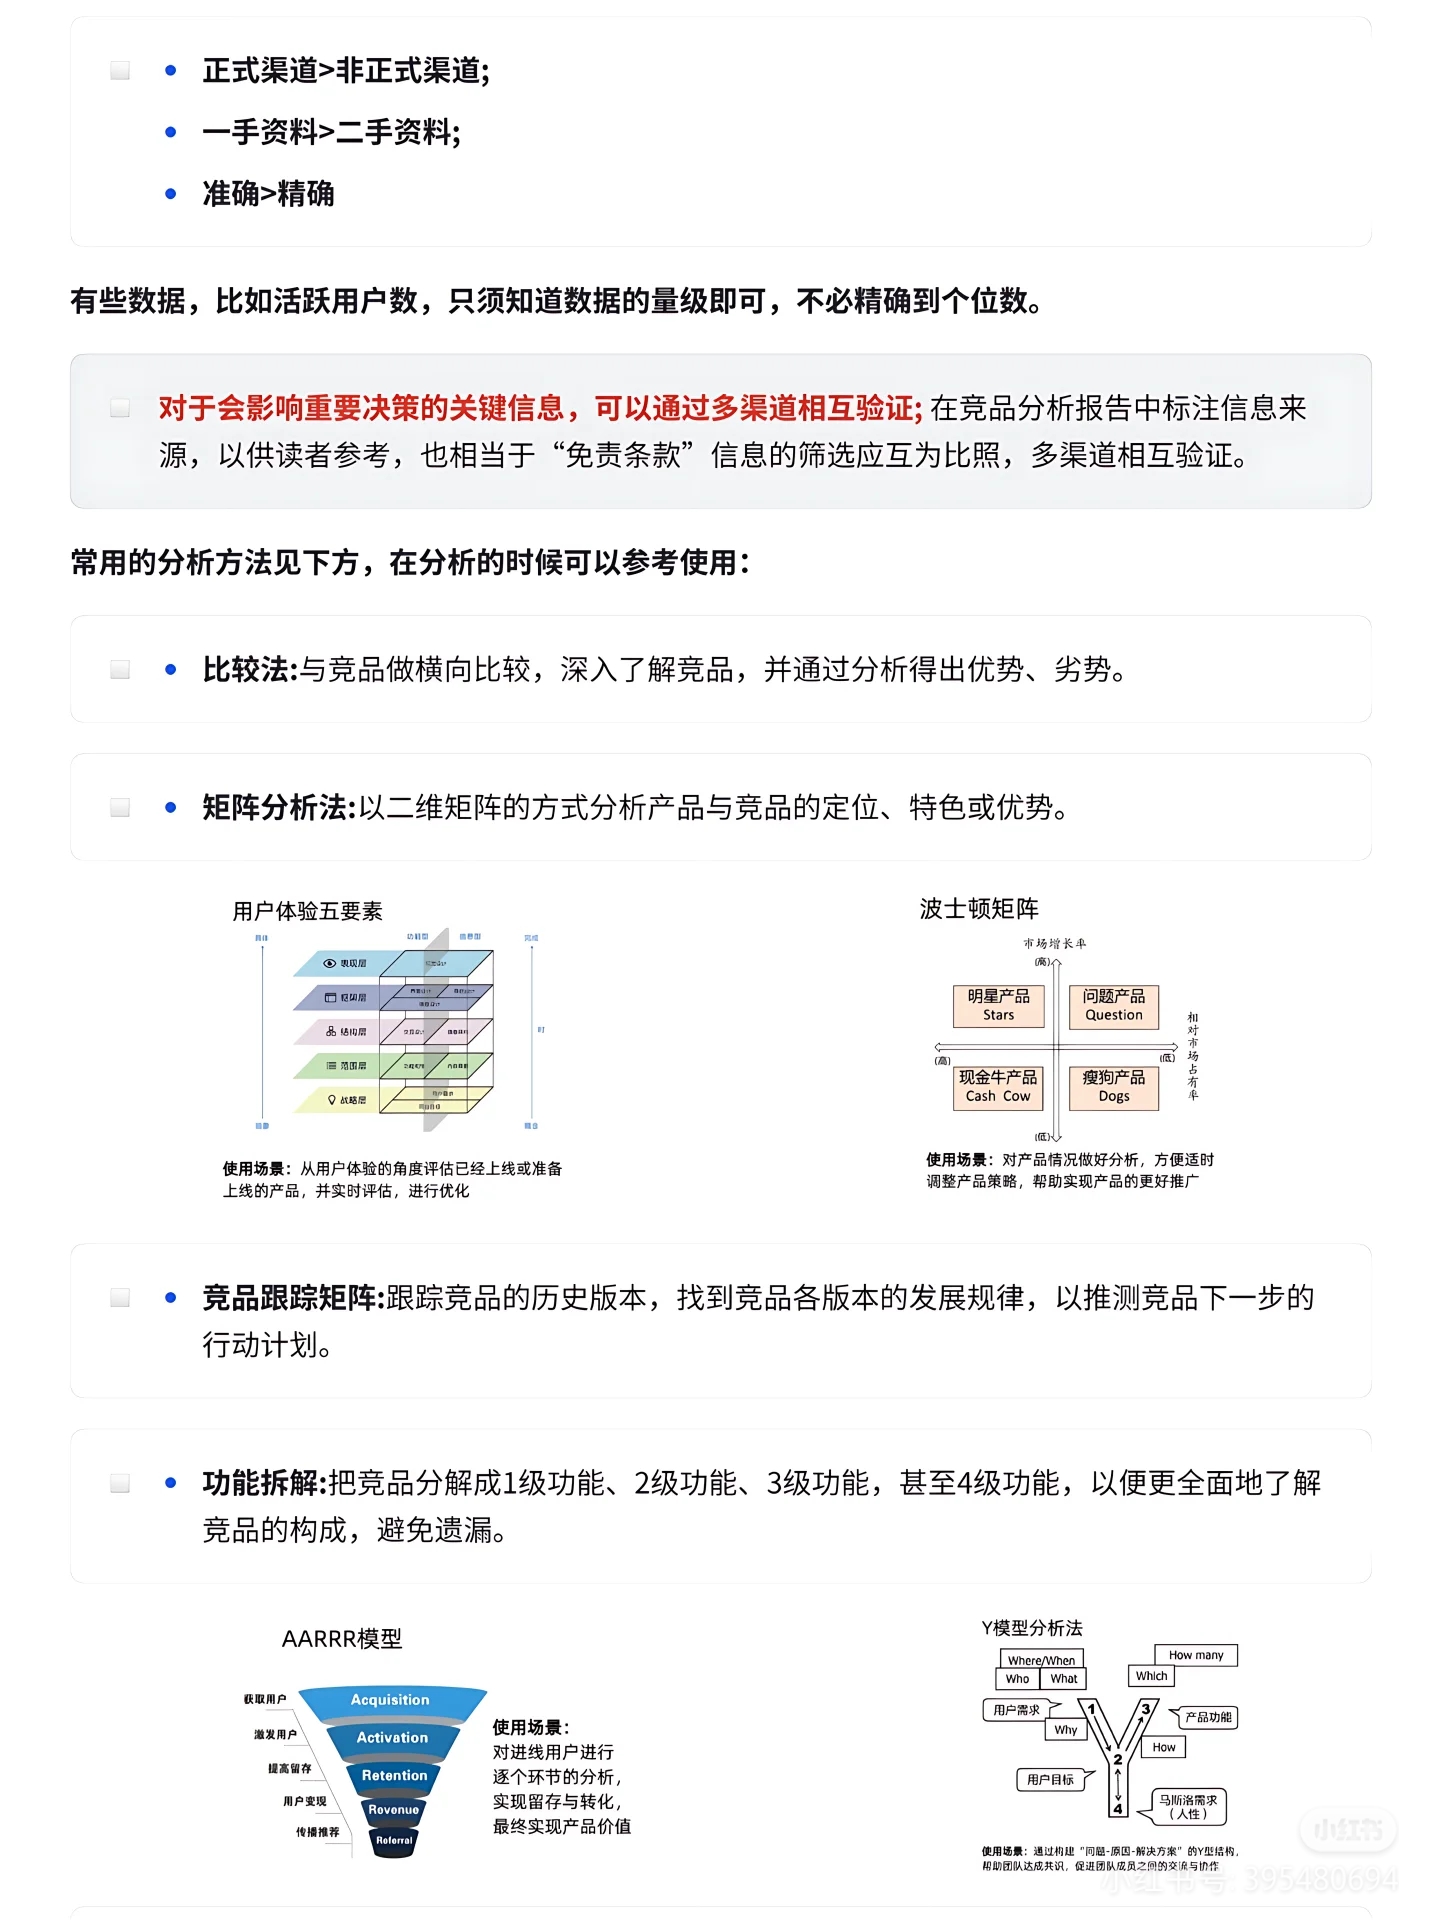 正式渠道>非正式渠道;
一手资料>二手资料;
准确>精确
有些数据，比如活跃用户数，只须知道数据的量级即可，不必精确到个位数。
对于会影响重要决策的关键信息，可以通过多渠道相互验证; 在竞品分析报告中标注信息来
源，以供读者参考，也相当于“免责条款”信息的筛选应互为比照，多渠道相互验证。
常用的分析方法见下方，在分析的时候可以参考使用：
比较法:与竞品做横向比较，深入了解竞品，并通过分析得出优势、劣势。
矩阵分析法:以二维矩阵的方式分析产品与竞品的定位、特色或优势。
用户体验五要素
具体
功能型
信息型
完成
表现层
框架层
结构层
范围层
战略层
时
使用场景：从用户体验的角度评估已经上线或准备
上线的产品，并实时评估，进行优化
波士顿矩阵
市场增长率
(高)
明星产品
Stars
问题产品
Question
(高)
(低)
相对市场占有率
现金牛产品
Cash Cow
瘦狗产品
Dogs
(低)
使用场景：对产品情况做好分析，方便适时
调整产品策略，帮助实现产品的更好推广
竞品跟踪矩阵:跟踪竞品的历史版本，找到竞品各版本的发展规律，以推测竞品下一步的
行动计划。
功能拆解:把竞品分解成1级功能、2级功能、3级功能，甚至4级功能，以便更全面地了解
竞品的构成，避免遗漏。
AARRR模型
获取用户
Acquisition
激发用户
Activation
提高留存
Retention
用户变现
Revenue
传播推荐
Referral
使用场景：
对进线用户进行
逐个环节的分析，
实现留存与转化，
最终实现产品价值
Y模型分析法
Where/When
Who
What
How many
Which
用户需求
1
3
产品功能
Why
How
2
用户目标
4
马斯洛需求
（人性）
使用场景：通过构建“问题-原因-解决方案”的Y型结构，
帮助团队达成共识，促进团队成员之间的交流与协作
小红书
小红书号: 395480694